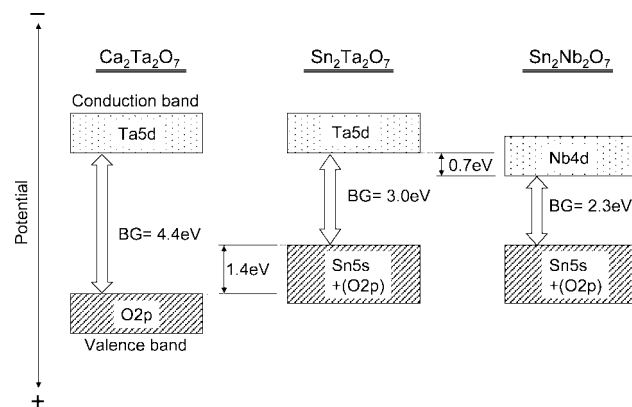 −
Ca₂Ta₂O₇
Sn₂Ta₂O₇
Sn₂Nb₂O₇
Conduction band
Ta5d
Ta5d
Nb4d
0.7eV
Potential
BG= 4.4eV
BG= 3.0eV
BG= 2.3eV
1.4eV
Sn5s
+(O2p)
Sn5s
+(O2p)
O2p
Valence band
+